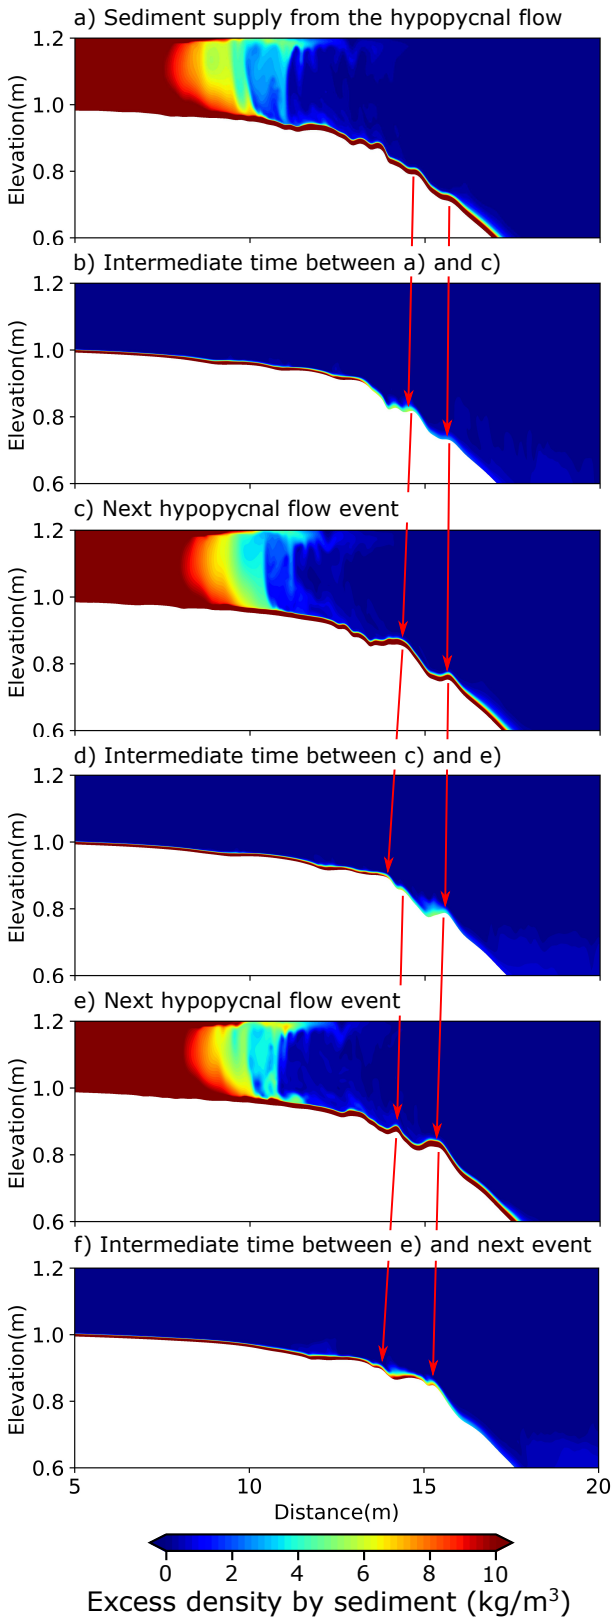 a) Sediment supply from the hypopycnal flow
1.2
1.0
0.8
0.6
Elevation(m)
b) Intermediate time between a) and c)
1.2
1.0
0.8
0.6
Elevation(m)
c) Next hypopycnal flow event
1.2
1.0
0.8
0.6
Elevation(m)
d) Intermediate time between c) and e)
1.2
1.0
0.8
0.6
Elevation(m)
e) Next hypopycnal flow event
1.2
1.0
0.8
0.6
Elevation(m)
f) Intermediate time between e) and next event
1.2
1.0
0.8
0.6
Elevation(m)
5 10 15 20
Distance(m)
0 2 4 6 8 10
Excess density by sediment (kg/m³)